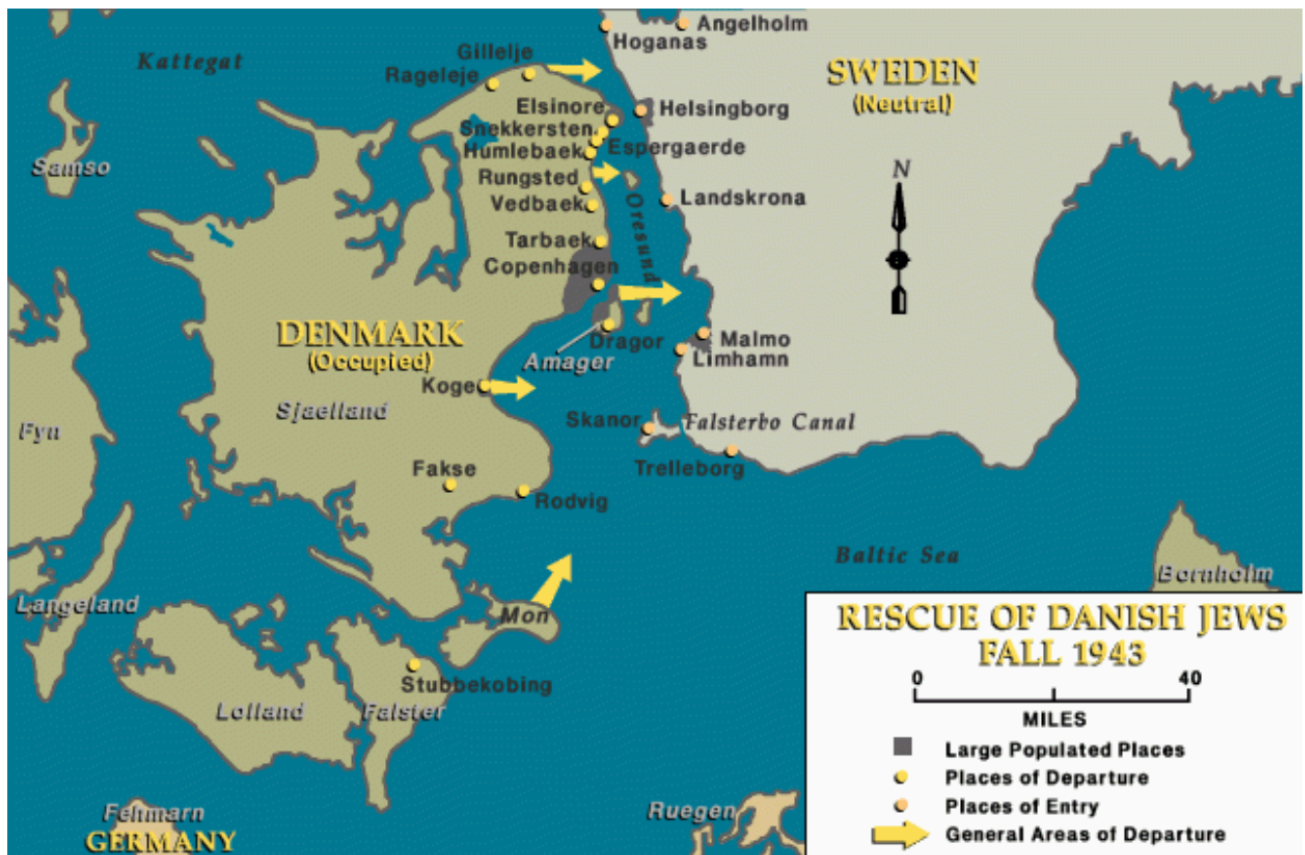 Kattegat
Gillelje
Rageleje
Hoganas
Angelholm
SWEDEN
(Neutral)
Elsinore
Helsingborg
Snekkersten
Humlebaek
Espergaerde
Samso
Rungsted
Vedbaek
Landskrona
N
Oresund
Tarbaek
Copenhagen
DENMARK
(Occupied)
Dragor
Malmo
Limhamn
Amager
Koge
Sjaelland
Fyn
Skanor
Falsterbo Canal
Trelleborg
Fakse
Rodvig
Baltic Sea
Bornholm
Langeland
Mon
Stubbekobing
Lolland
Falster
Fehmarn
GERMANY
Ruegen
RESCUE OF DANISH JEWS
FALL 1943
0 40
MILES
Large Populated Places
Places of Departure
Places of Entry
General Areas of Departure